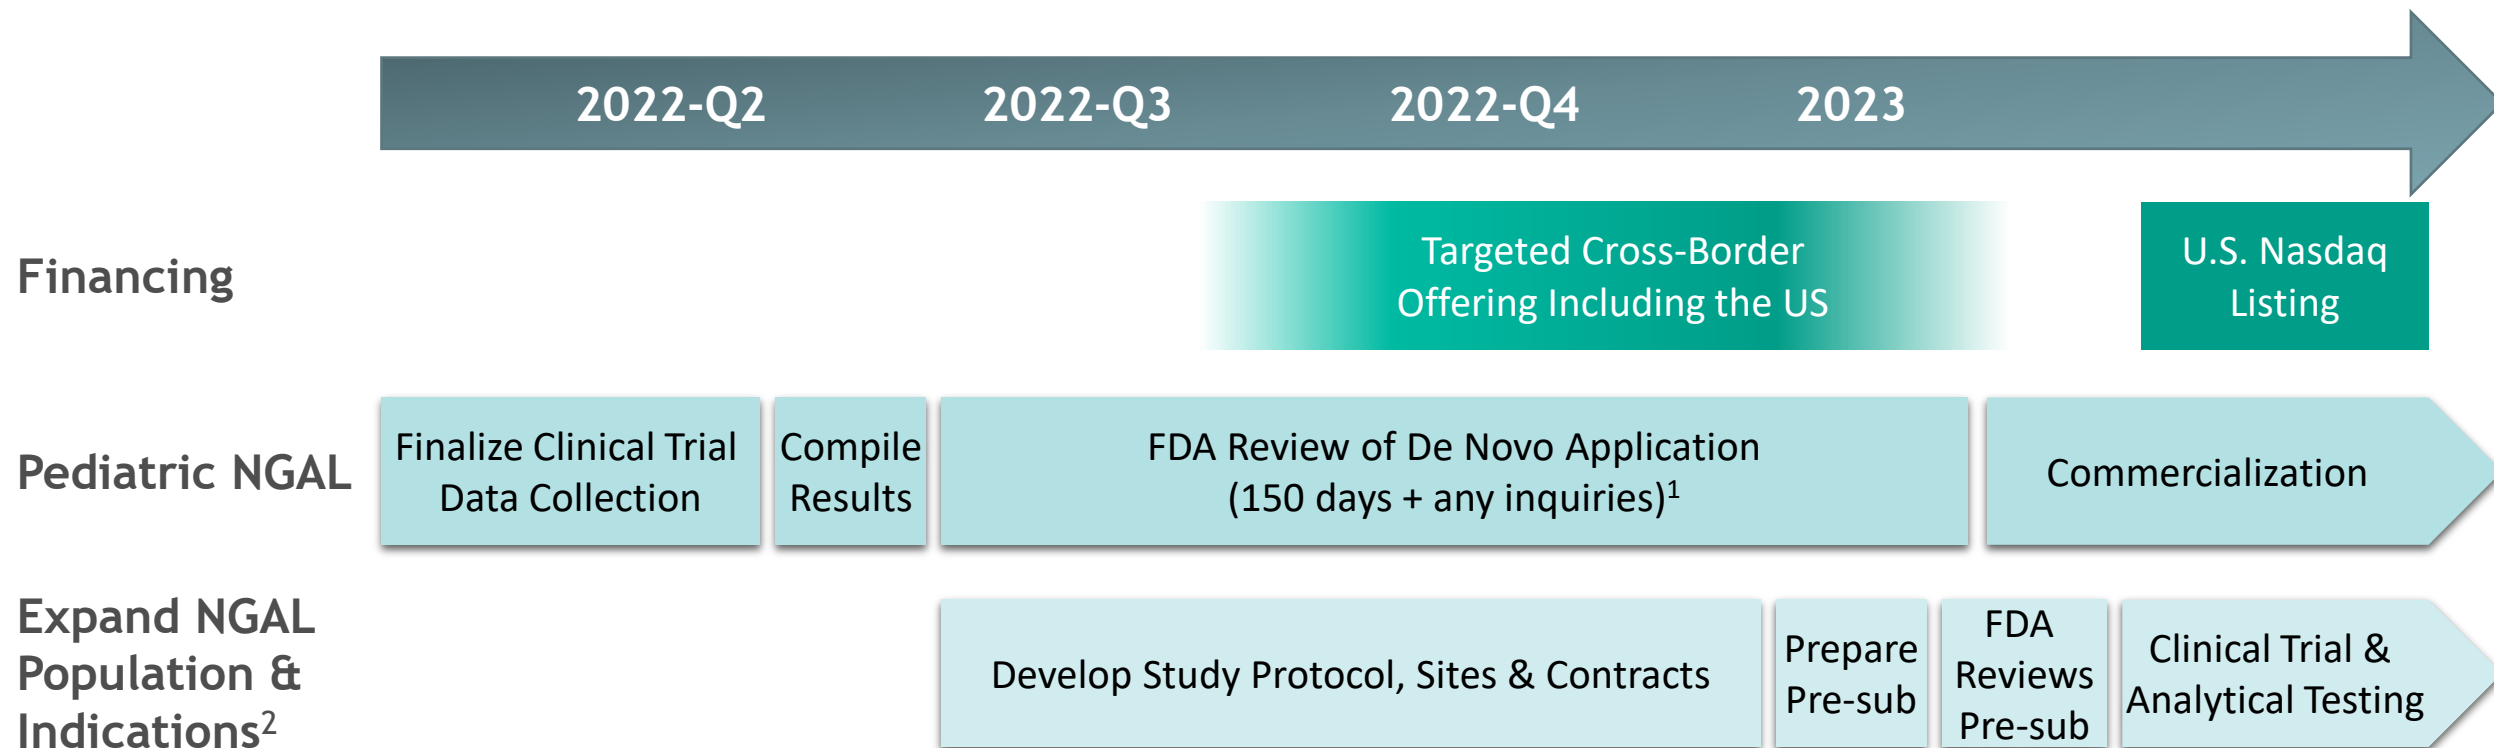 2022-Q2 2022-Q3 2022-Q4 2023
Financing
Targeted Cross-Border
Offering Including the US
U.S. Nasdaq
Listing
Pediatric NGAL
Finalize Clinical Trial
Data Collection
Compile
Results
FDA Review of De Novo Application
(150 days + any inquiries)¹
Commercialization
Expand NGAL
Population &
Indications²
Develop Study Protocol, Sites & Contracts
Prepare
Pre-sub
FDA
Reviews
Pre-sub
Clinical Trial &
Analytical Testing